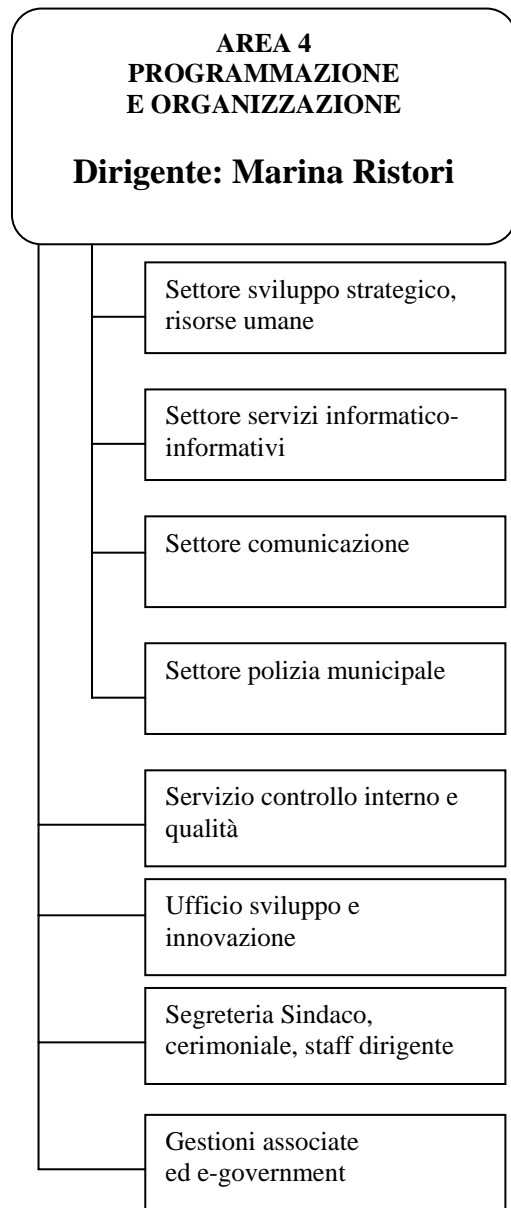 AREA 4
PROGRAMMAZIONE
E ORGANIZZAZIONE
Dirigente: Marina Ristori
Settore sviluppo strategico,
risorse umane
Settore servizi informatico-
informativi
Settore comunicazione
Settore polizia municipale
Servizio controllo interno e
qualità
Ufficio sviluppo e
innovazione
Segreteria Sindaco,
cerimoniale, staff dirigente
Gestioni associate
ed e-government